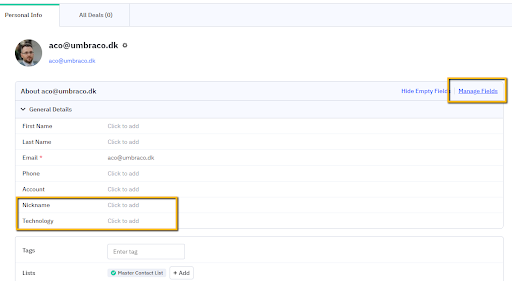 Personal Info All Deals (0)
aco@umbraco.dk
aco@umbraco.dk
About aco@umbraco.dk Hide Empty Fields Manage Fields
General Details
First Name Click to add
Last Name Click to add
Email * aco@umbraco.dk
Phone Click to add
Account Click to add
Nickname Click to add
Technology Click to add
Tags Enter tag
Lists Master Contact List + Add